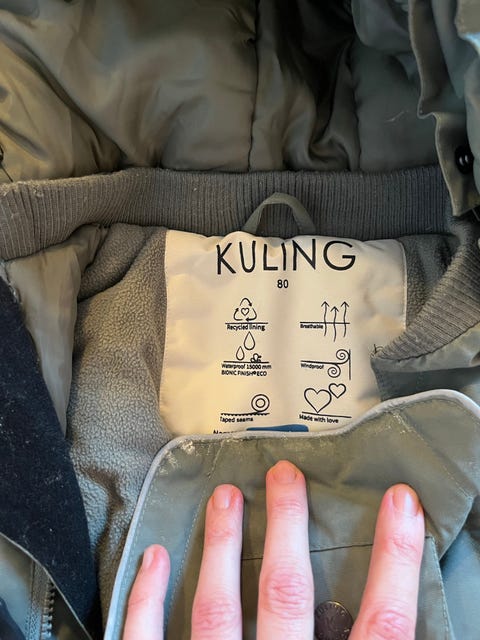 KULING
80
Recycled lining
Breathable
Waterproof 15000 mm
BIONIC FINISH®ECO
Windproof
Taped seams
Made with love